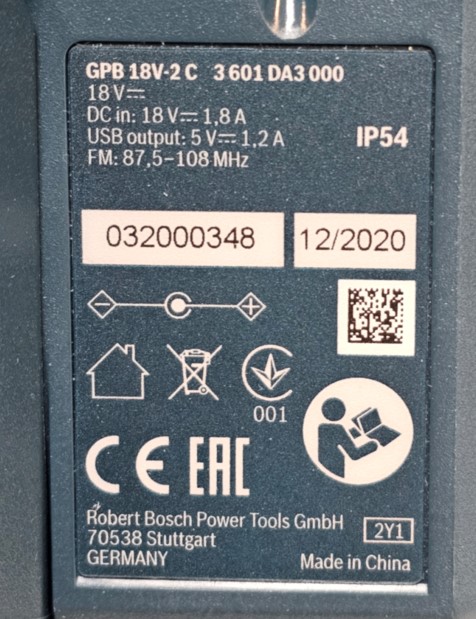 GPB 18V-2 C 3 601 DA3 000
18 V⎓
DC in: 18 V⎓ 1,8 A
USB output: 5 V⎓ 1,2 A
IP54
FM: 87,5–108 MHz
032000348
12/2020
001
CE EAC
Robert Bosch Power Tools GmbH
70538 Stuttgart
2Y1
GERMANY
Made in China